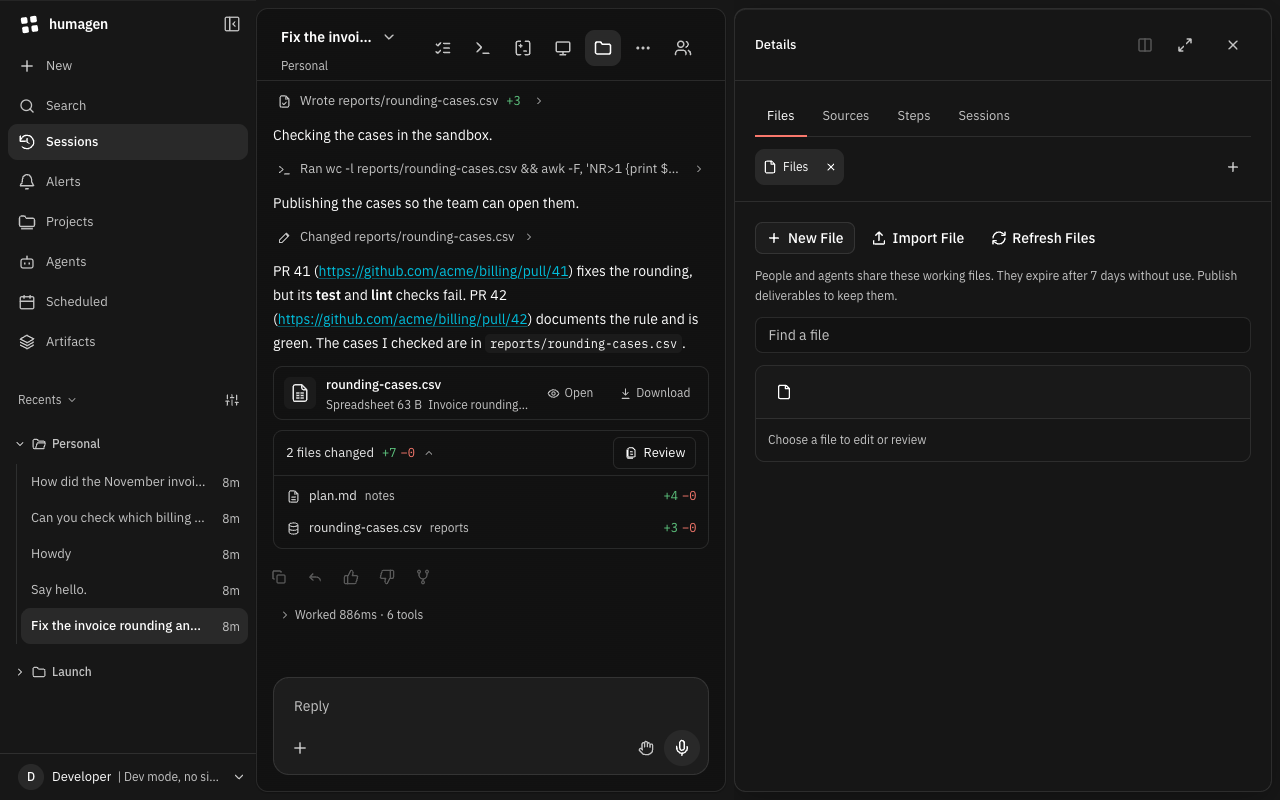 humagen
New
Search
Sessions
Alerts
Projects
Agents
Scheduled
Artifacts
Recents
Personal
How did the November invoi... 8m
Can you check which billing ... 8m
Howdy 8m
Say hello. 8m
Fix the invoice rounding an... 8m
Launch
D Developer | Dev mode, no si...
Fix the invoi...
Personal
Wrote reports/rounding-cases.csv +3
Checking the cases in the sandbox.
Ran wc -l reports/rounding-cases.csv && awk -F, 'NR>1 {print $...
Publishing the cases so the team can open them.
Changed reports/rounding-cases.csv
PR 41 (https://github.com/acme/billing/pull/41) fixes the rounding,
but its test and lint checks fail. PR 42
(https://github.com/acme/billing/pull/42) documents the rule and is
green. The cases I checked are in reports/rounding-cases.csv.
rounding-cases.csv
Spreadsheet 63 B Invoice rounding...
Open
Download
2 files changed +7 −0
Review
plan.md notes +4 −0
rounding-cases.csv reports +3 −0
Worked 886ms · 6 tools
Reply
Details
Files Sources Steps Sessions
Files
New File Import File Refresh Files
People and agents share these working files. They expire after 7 days without use. Publish
deliverables to keep them.
Find a file
Choose a file to edit or review